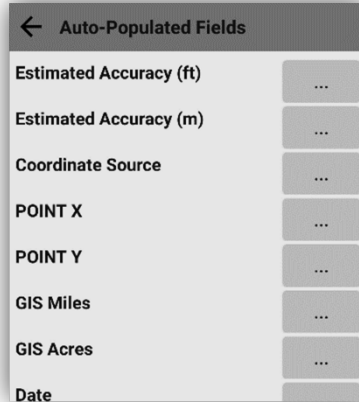 Auto-Populated Fields
Estimated Accuracy (ft)
...
Estimated Accuracy (m)
...
Coordinate Source
...
POINT X
...
POINT Y
...
GIS Miles
...
GIS Acres
...
Date